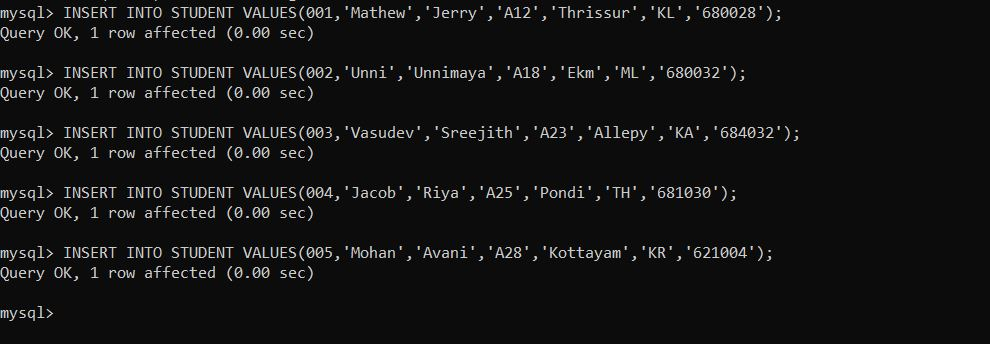 mysql> INSERT INTO STUDENT VALUES(001,'Mathew','Jerry','A12','Thrissur','KL','680028');
Query OK, 1 row affected (0.00 sec)
mysql> INSERT INTO STUDENT VALUES(002,'Unni','Unnimaya','A18','Ekm','ML','680032');
Query OK, 1 row affected (0.00 sec)
mysql> INSERT INTO STUDENT VALUES(003,'Vasudev','Sreejith','A23','Allepy','KA','684032');
Query OK, 1 row affected (0.00 sec)
mysql> INSERT INTO STUDENT VALUES(004,'Jacob','Riya','A25','Pondi','TH','681030');
Query OK, 1 row affected (0.00 sec)
mysql> INSERT INTO STUDENT VALUES(005,'Mohan','Avani','A28','Kottayam','KR','621004');
Query OK, 1 row affected (0.00 sec)
mysql>